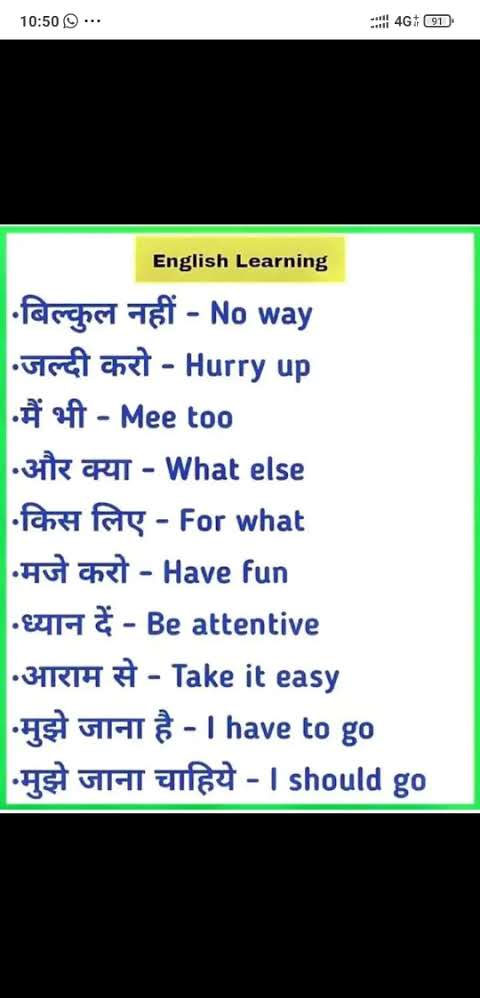 10:50 ...
4G 91
English Learning
•बिल्कुल नहीं - No way
•जल्दी करो - Hurry up
•मैं भी - Mee too
•और क्या - What else
•किस लिए - For what
•मजे करो - Have fun
•ध्यान दें - Be attentive
•आराम से - Take it easy
•मुझे जाना है - I have to go
•मुझे जाना चाहिये - I should go